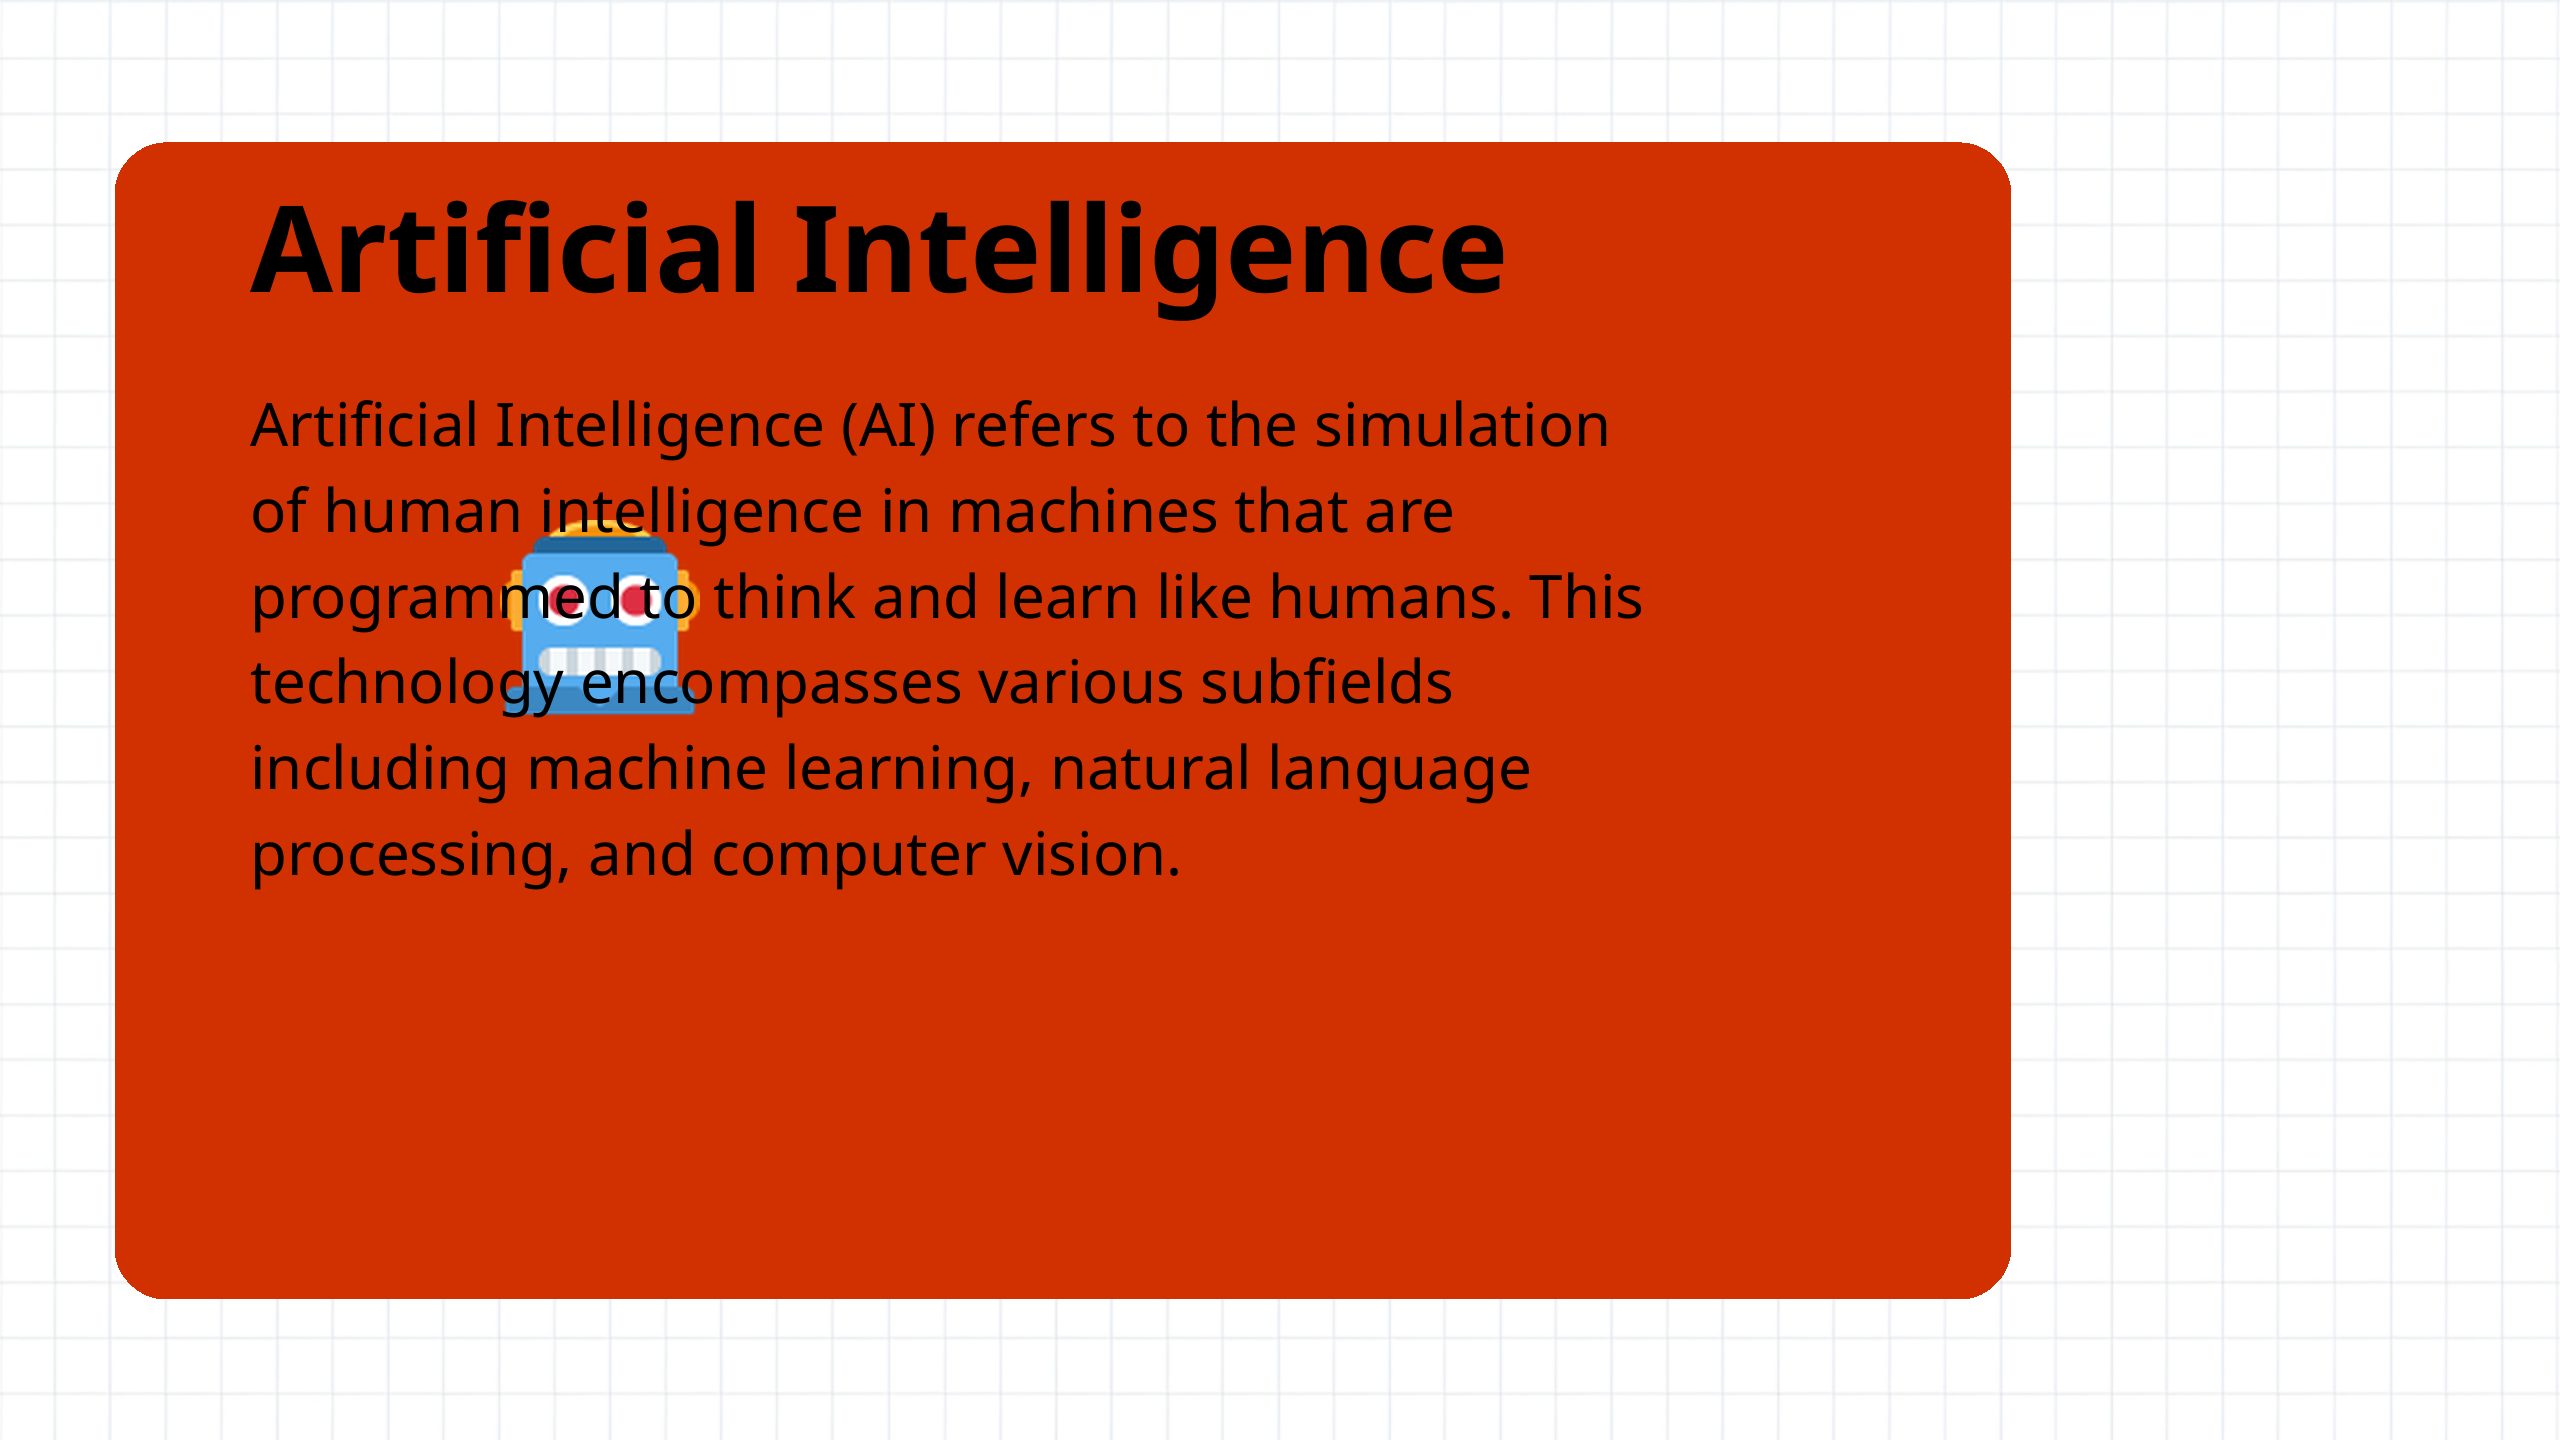 Artificial Intelligence
Artificial Intelligence (AI) refers to the simulation
of human intelligence in machines that are
programmed to think and learn like humans. This
technology encompasses various subfields
including machine learning, natural language
processing, and computer vision.